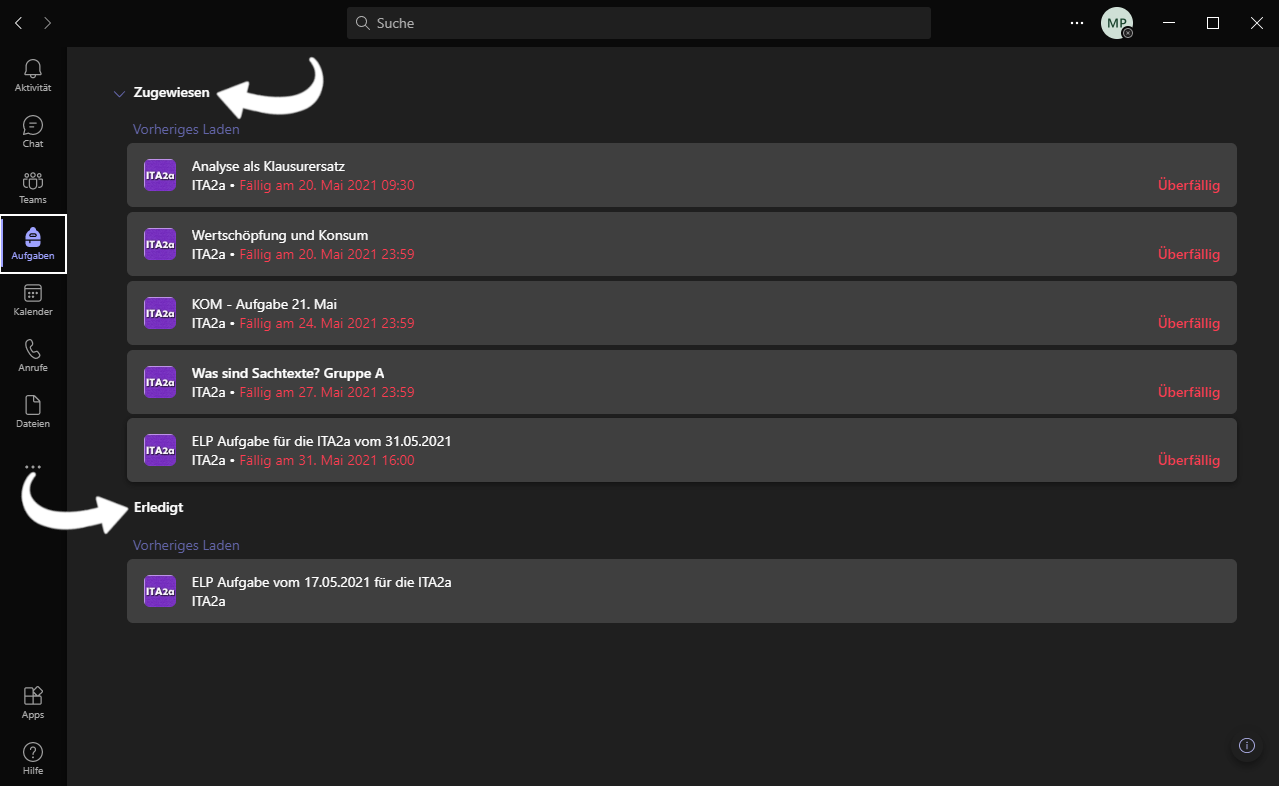 Suche
MP
Aktivität
Chat
Teams
Aufgaben
Kalender
Anrufe
Dateien
Apps
Hilfe
Zugewiesen
Vorheriges Laden
ITA2a
Analyse als Klausurersatz
ITA2a • Fällig am 20. Mai 2021 09:30
Überfällig
ITA2a
Wertschöpfung und Konsum
ITA2a • Fällig am 20. Mai 2021 23:59
Überfällig
ITA2a
KOM - Aufgabe 21. Mai
ITA2a • Fällig am 24. Mai 2021 23:59
Überfällig
ITA2a
Was sind Sachtexte? Gruppe A
ITA2a • Fällig am 27. Mai 2021 23:59
Überfällig
ITA2a
ELP Aufgabe für die ITA2a vom 31.05.2021
ITA2a • Fällig am 31. Mai 2021 16:00
Überfällig
Erledigt
Vorheriges Laden
ITA2a
ELP Aufgabe vom 17.05.2021 für die ITA2a
ITA2a